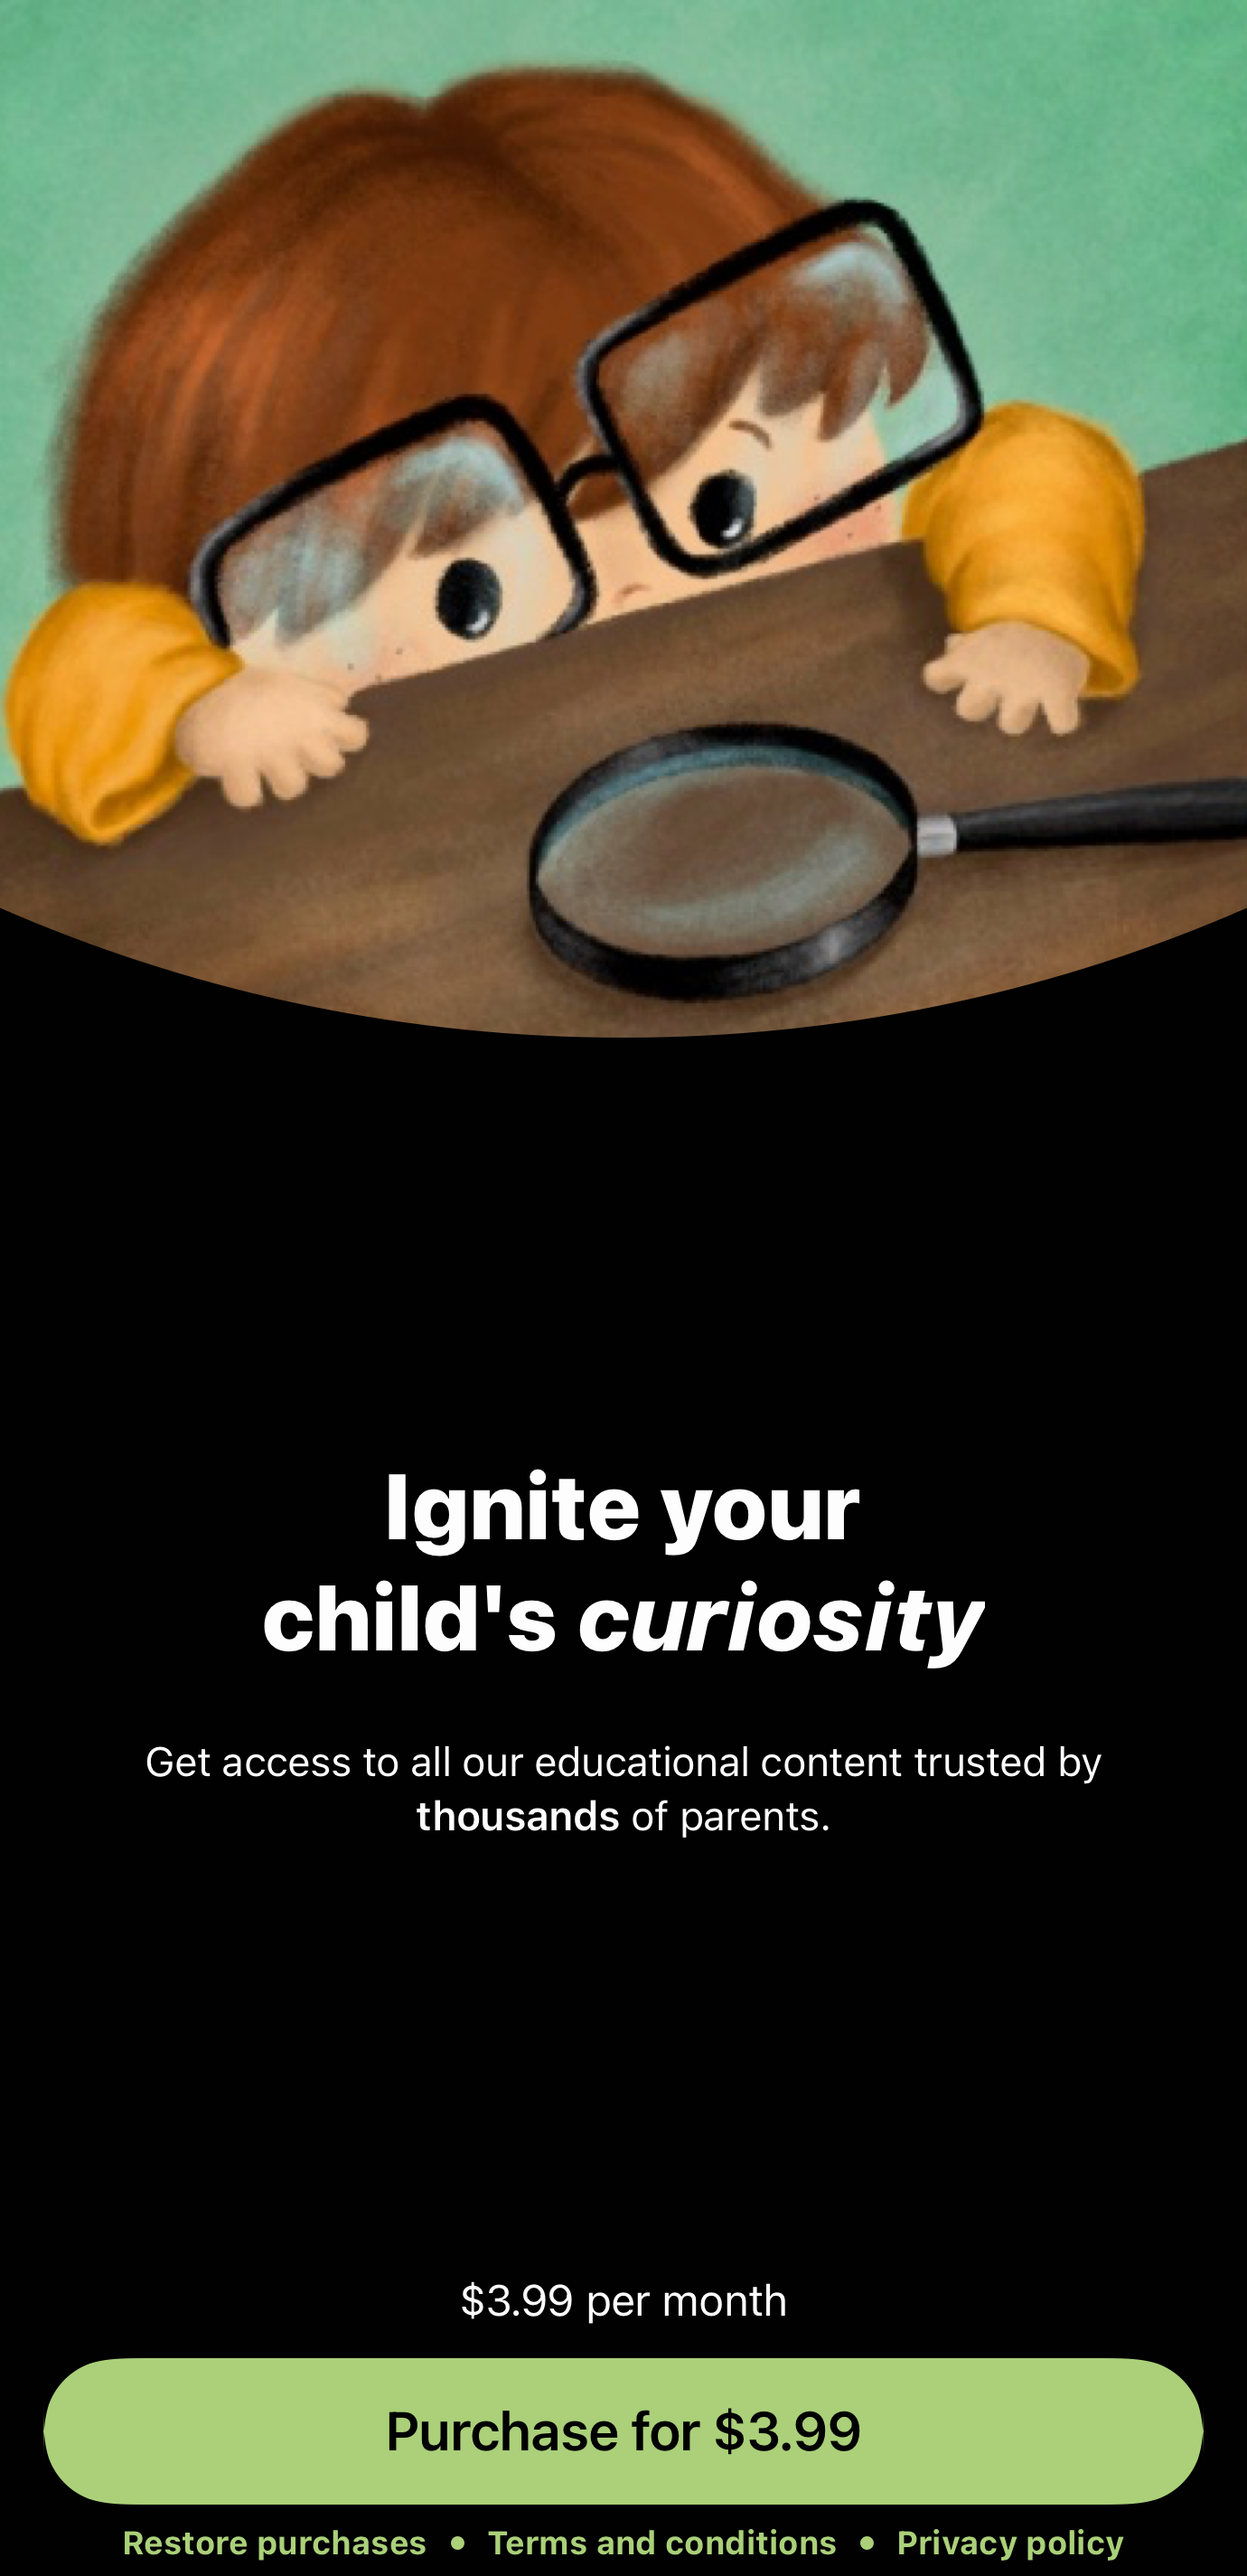 Ignite your
child's curiosity
Get access to all our educational content trusted by
thousands of parents.
$3.99 per month
Purchase for $3.99
Restore purchases • Terms and conditions • Privacy policy